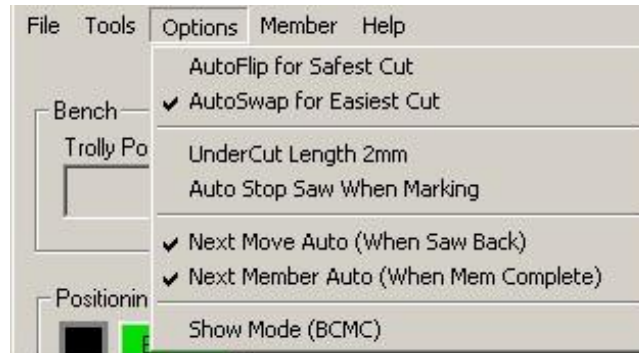 File Tools Options Member Help
AutoFlip for Safest Cut
AutoSwap for Easiest Cut
Bench
Trolly Po
UnderCut Length 2mm
Auto Stop Saw When Marking
Next Move Auto (When Saw Back)
Next Member Auto (When Mem Complete)
Positionin
Show Mode (BCMC)